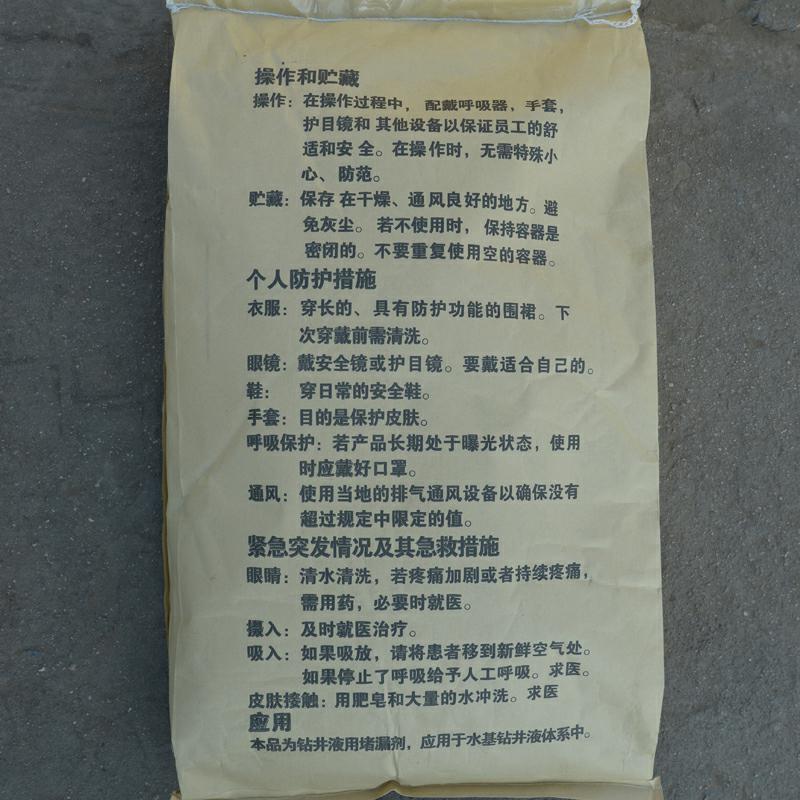 操作和贮藏
操作：在操作过程中，配戴呼吸器，手套，
护目镜和 其他设备以保证员工的舒
适和安 全。在操作时，无需特殊小
心、防范。
贮藏：保存 在干燥、通 风良好的地方。避
免灰尘。 若不使用时， 保持容器是
密闭的。不要重复使用空的容器。
个人防护措施
衣服：穿长的、具有防护功能的围裙。下
次穿戴前需清洗。
眼镜：戴安全镜或护目镜。要戴适合自己的。
鞋： 穿日常的安全鞋。
手套：目的是保护皮肤。
呼吸保护：若产品长期处于曝光状态，使用
时应戴好口罩。
通风：使用当地的排气通风设备以确保没有
超过规定中限定的值。
紧急突发情况及其急救措施
眼睛：清水清洗，若疼痛加剧或者持续疼痛，
需用药，必要时就医。
摄入：及时就医治疗。
吸入：如果吸放，请将患者移到新鲜空气处。
如果停止了呼吸给予人工呼吸。求医。
皮肤接触：用肥皂和大量的水冲洗。求医
应用
本品为钻井液用堵漏剂，应用于水基钻井液体系中。